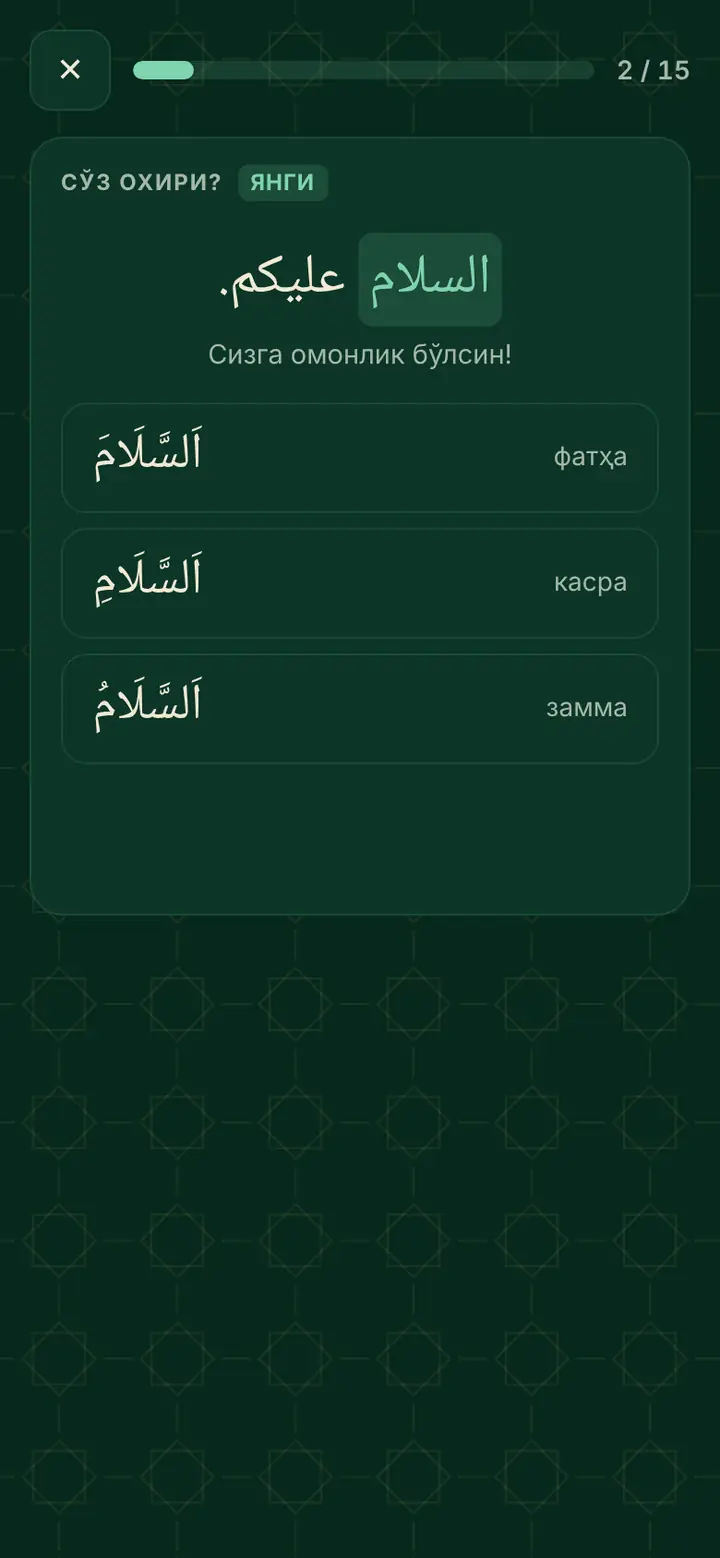 × 2 / 15
СЎЗ ОХИРИ? ЯНГИ
السلام عليكم.
Сизга омонлик бўлсин!
اَلسَّلَامَ фатҳа
اَلسَّلَامِ касра
اَلسَّلَامُ замма